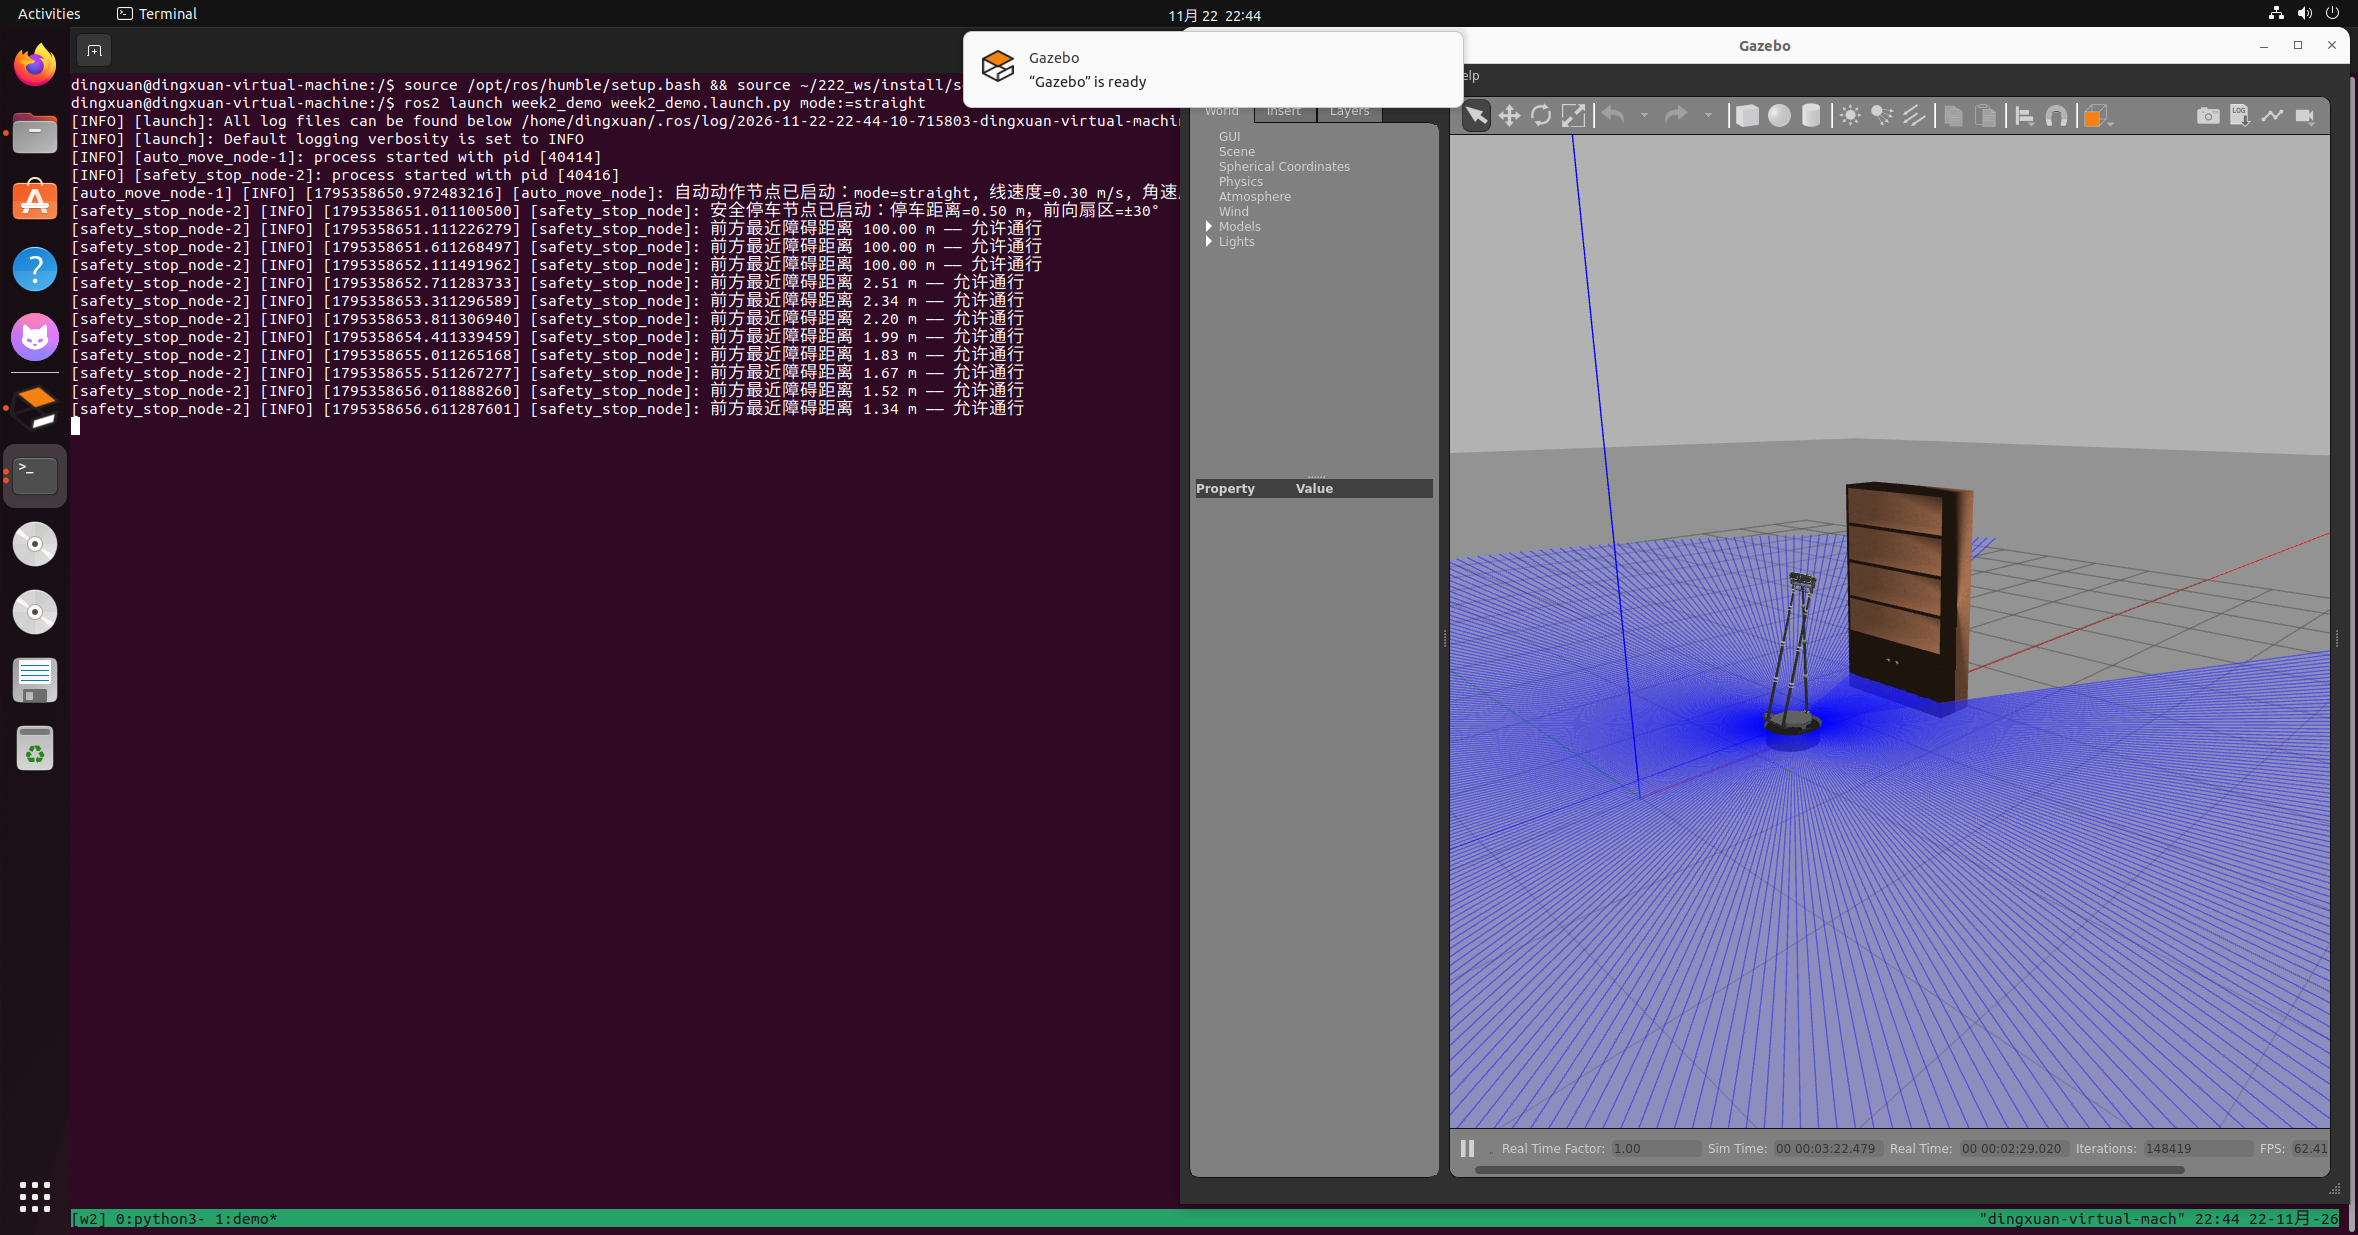 Activities
Terminal
11月 22 22:44
dingxuan@dingxuan-virtual-machine:/$ source /opt/ros/humble/setup.bash && source ~/222_ws/install/s
dingxuan@dingxuan-virtual-machine:/$ ros2 launch week2_demo week2_demo.launch.py mode:=straight
[INFO] [launch]: All log files can be found below /home/dingxuan/.ros/log/2026-11-22-22-44-10-715803-dingxuan-virtual-machin
[INFO] [launch]: Default logging verbosity is set to INFO
[INFO] [auto_move_node-1]: process started with pid [40414]
[INFO] [safety_stop_node-2]: process started with pid [40416]
[auto_move_node-1] [INFO] [1795358650.972483216] [auto_move_node]: 自动动作节点已启动：mode=straight, 线速度=0.30 m/s, 角速
[safety_stop_node-2] [INFO] [1795358651.011100500] [safety_stop_node]: 安全停车节点已启动：停车距离=0.50 m，前向扇区=±30°
[safety_stop_node-2] [INFO] [1795358651.111226279] [safety_stop_node]: 前方最近障碍距离 100.00 m —— 允许通行
[safety_stop_node-2] [INFO] [1795358651.611268497] [safety_stop_node]: 前方最近障碍距离 100.00 m —— 允许通行
[safety_stop_node-2] [INFO] [1795358652.111491962] [safety_stop_node]: 前方最近障碍距离 100.00 m —— 允许通行
[safety_stop_node-2] [INFO] [1795358652.711283733] [safety_stop_node]: 前方最近障碍距离 2.51 m —— 允许通行
[safety_stop_node-2] [INFO] [1795358653.311296589] [safety_stop_node]: 前方最近障碍距离 2.34 m —— 允许通行
[safety_stop_node-2] [INFO] [1795358653.811306940] [safety_stop_node]: 前方最近障碍距离 2.20 m —— 允许通行
[safety_stop_node-2] [INFO] [1795358654.411339459] [safety_stop_node]: 前方最近障碍距离 1.99 m —— 允许通行
[safety_stop_node-2] [INFO] [1795358655.011265168] [safety_stop_node]: 前方最近障碍距离 1.83 m —— 允许通行
[safety_stop_node-2] [INFO] [1795358655.511267277] [safety_stop_node]: 前方最近障碍距离 1.67 m —— 允许通行
[safety_stop_node-2] [INFO] [1795358656.011888260] [safety_stop_node]: 前方最近障碍距离 1.52 m —— 允许通行
[safety_stop_node-2] [INFO] [1795358656.611287601] [safety_stop_node]: 前方最近障碍距离 1.34 m —— 允许通行
[w2] 0:python3- 1:demo*
"dingxuan-virtual-mach" 22:44 22-11月-26
Gazebo
“Gazebo” is ready
Gazebo
elp
World
Insert
Layers
LOG
GUI
Scene
Spherical Coordinates
Physics
Atmosphere
Wind
Models
Lights
Property
Value
Real Time Factor: 1.00 Sim Time: 00 00:03:22.479 Real Time: 00 00:02:29.020 Iterations: 148419 FPS: 62.41